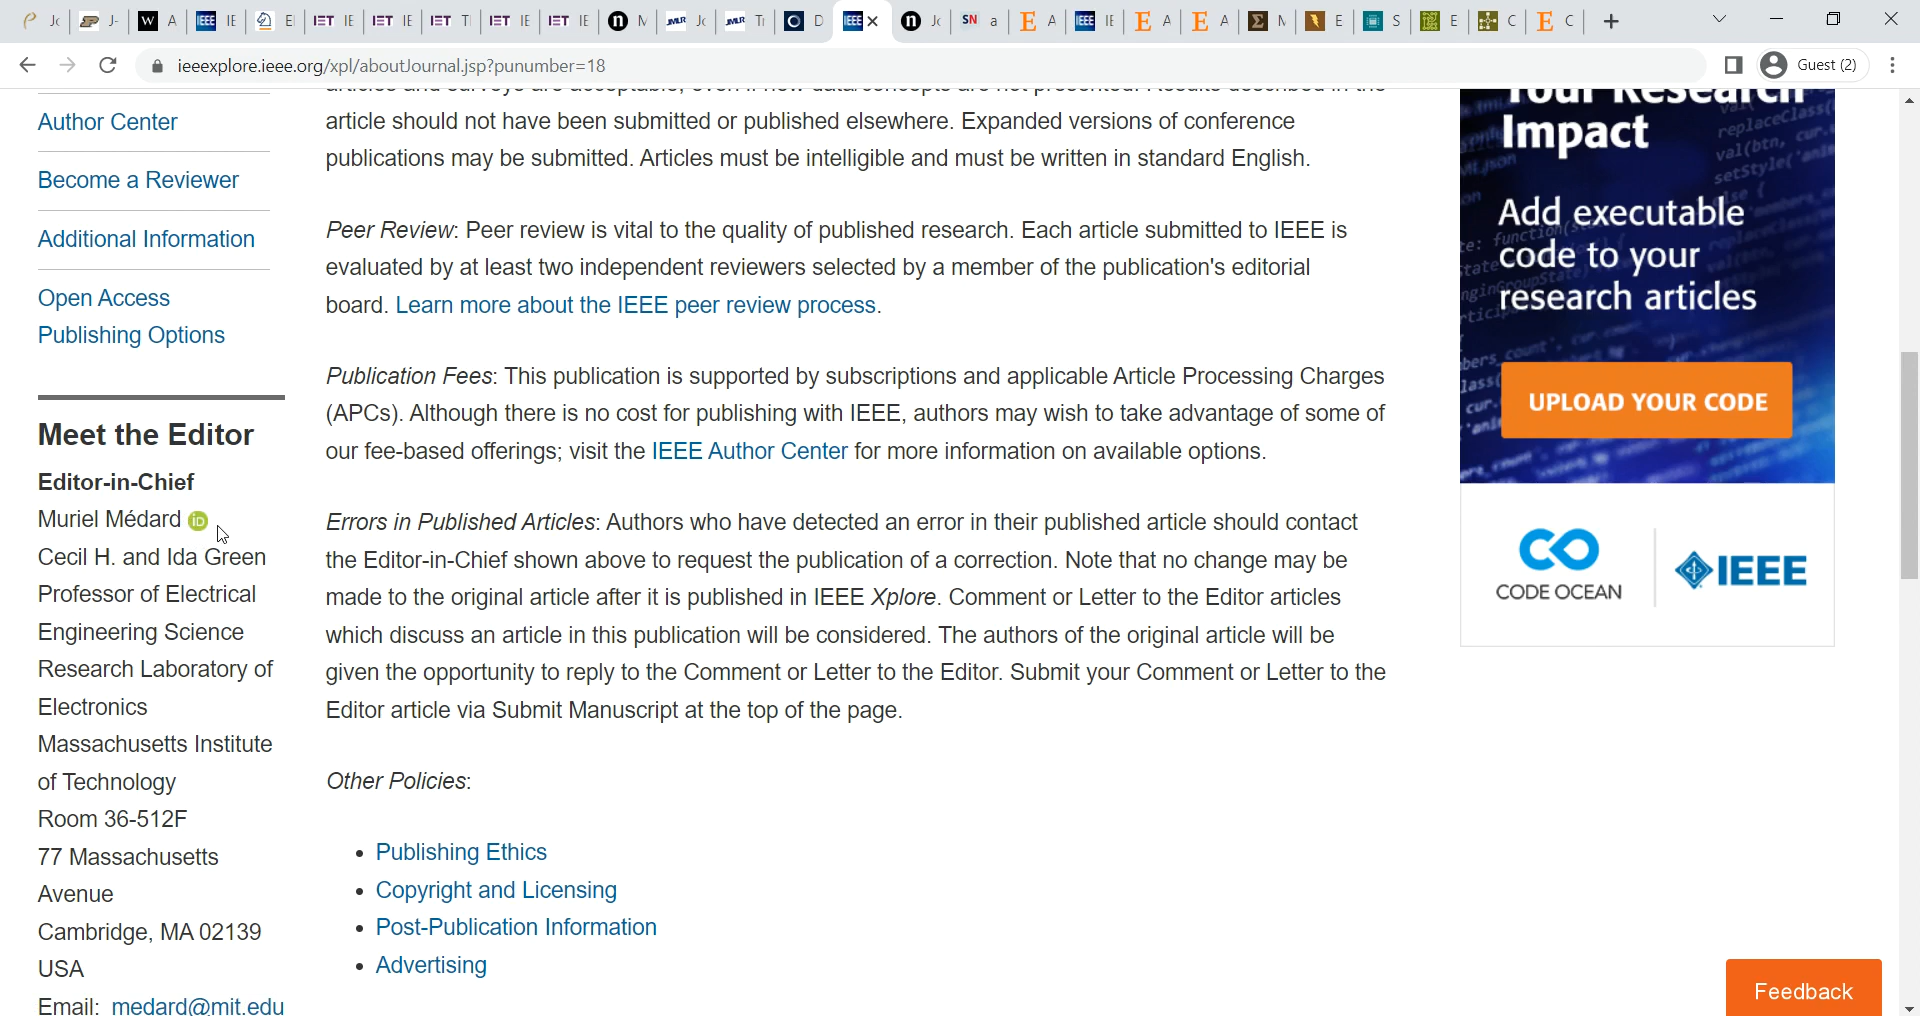 ieeexplore.ieee.org/xpl/aboutJournal.jsp?punumber=18
Guest (2)
Author Center
Become a Reviewer
Additional Information
Open Access
Publishing Options
Meet the Editor
Editor-in-Chief
Muriel Médard iD
Cecil H. and Ida Green
Professor of Electrical
Engineering Science
Research Laboratory of
Electronics
Massachusetts Institute
of Technology
Room 36-512F
77 Massachusetts
Avenue
Cambridge, MA 02139
USA
Email: medard@mit.edu
article should not have been submitted or published elsewhere. Expanded versions of conference
publications may be submitted. Articles must be intelligible and must be written in standard English.
Peer Review: Peer review is vital to the quality of published research. Each article submitted to IEEE is
evaluated by at least two independent reviewers selected by a member of the publication's editorial
board. Learn more about the IEEE peer review process.
Publication Fees: This publication is supported by subscriptions and applicable Article Processing Charges
(APCs). Although there is no cost for publishing with IEEE, authors may wish to take advantage of some of
our fee-based offerings; visit the IEEE Author Center for more information on available options.
Errors in Published Articles: Authors who have detected an error in their published article should contact
the Editor-in-Chief shown above to request the publication of a correction. Note that no change may be
made to the original article after it is published in IEEE Xplore. Comment or Letter to the Editor articles
which discuss an article in this publication will be considered. The authors of the original article will be
given the opportunity to reply to the Comment or Letter to the Editor. Submit your Comment or Letter to the
Editor article via Submit Manuscript at the top of the page.
Other Policies:
• Publishing Ethics
• Copyright and Licensing
• Post-Publication Information
• Advertising
Your Research
Impact
Add executable
code to your
research articles
UPLOAD YOUR CODE
CODE OCEAN
IEEE
Feedback